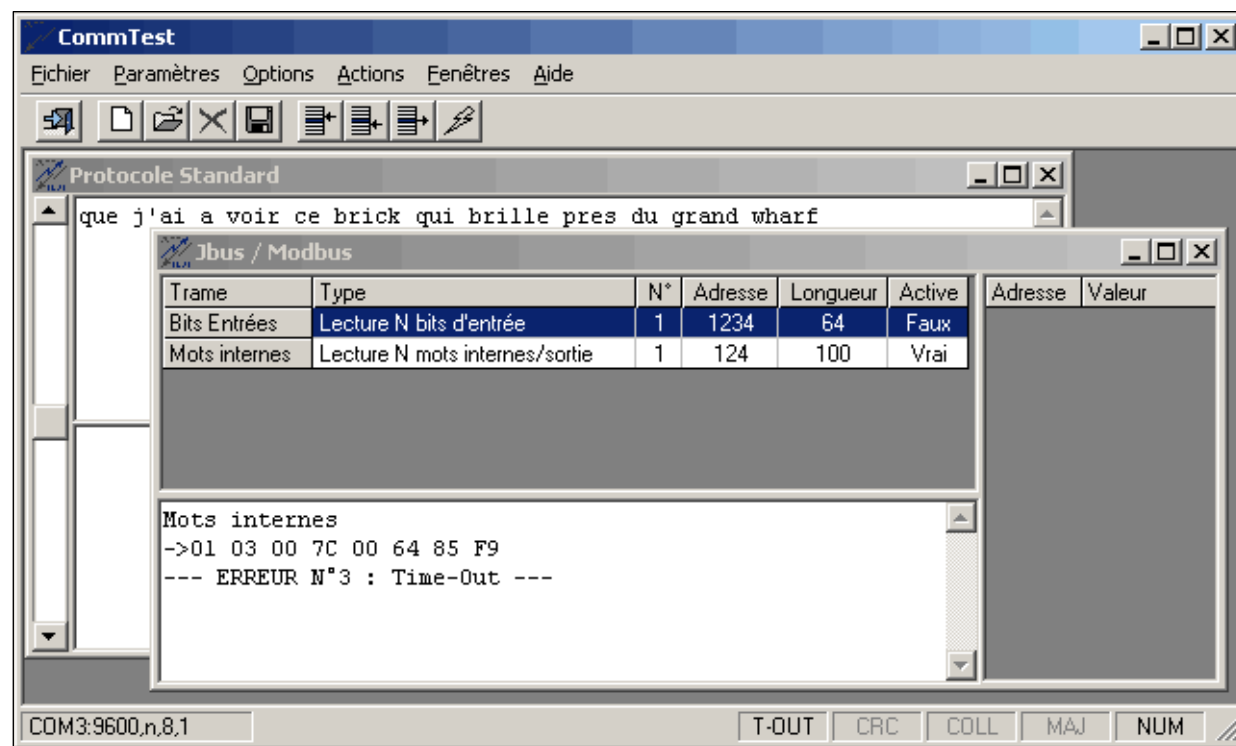 CommTest
Fichier Paramètres Options Actions Fenêtres Aide
Protocole Standard
que j'ai a voir ce brick qui brille pres du grand wharf
Jbus / Modbus
Trame Type N° Adresse Longueur Active Adresse Valeur
Bits Entrées Lecture N bits d'entrée 1 1234 64 Faux
Mots internes Lecture N mots internes/sortie 1 124 100 Vrai
Mots internes
->01 03 00 7C 00 64 85 F9
--- ERREUR N°3 : Time-Out ---
COM3:9600,n,8,1 T-OUT CRC COLL MAJ NUM